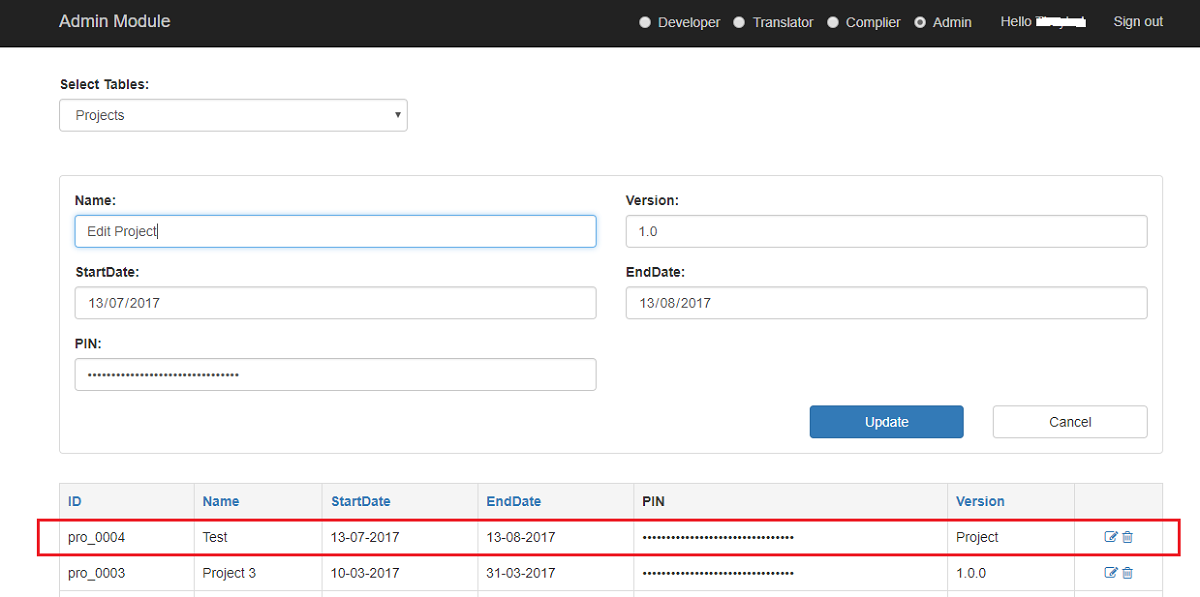 Admin Module
Developer Translator Complier Admin Hello Sign out
Select Tables:
Projects
Name: Version:
Edit Project 1.0
StartDate: EndDate:
13/07/2017 13/08/2017
PIN:
••••••••••••••••••••••••••••••••
Update Cancel
ID Name StartDate EndDate PIN Version
pro_0004 Test 13-07-2017 13-08-2017 •••••••••••••••••••••••••••••••• Project
pro_0003 Project 3 10-03-2017 31-03-2017 •••••••••••••••••••••••••••••••• 1.0.0